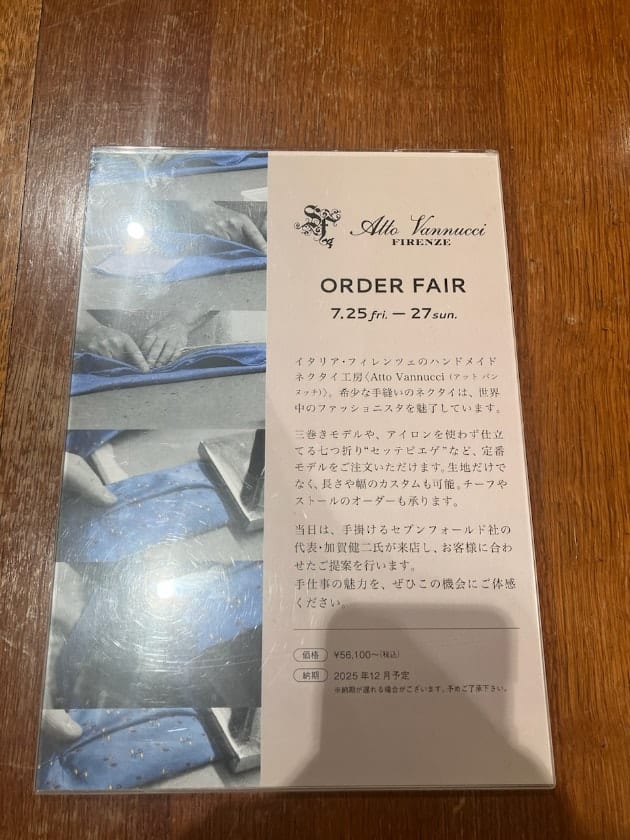 Atto Vannucci
FIRENZE
ORDER FAIR
7.25 fri. — 27 sun.
イタリア・フィレンツェのハンドメイド
ネクタイ工房〈Atto Vannucci（アット バン
ヌッチ）〉。希少な手縫いのネクタイは、世界
中のファッショニスタを魅了しています。
三巻きモデルや、アイロンを使わず仕立
てる七つ折り“セッテピエゲ”など、定番
モデルをご注文いただけます。生地だけで
なく、長さや幅のカスタムも可能。チーフや
ストールのオーダーも承ります。
当日は、手掛けるセブンフォールド社の
代表・加賀健二氏が来店し、お客様に合わ
せたご提案を行います。
手仕事の魅力を、ぜひこの機会にご体感
ください。
価格 ¥56,100〜（税込）
納期 2025年12月予定
※納期が遅れる場合がございます。予めご了承下さい。